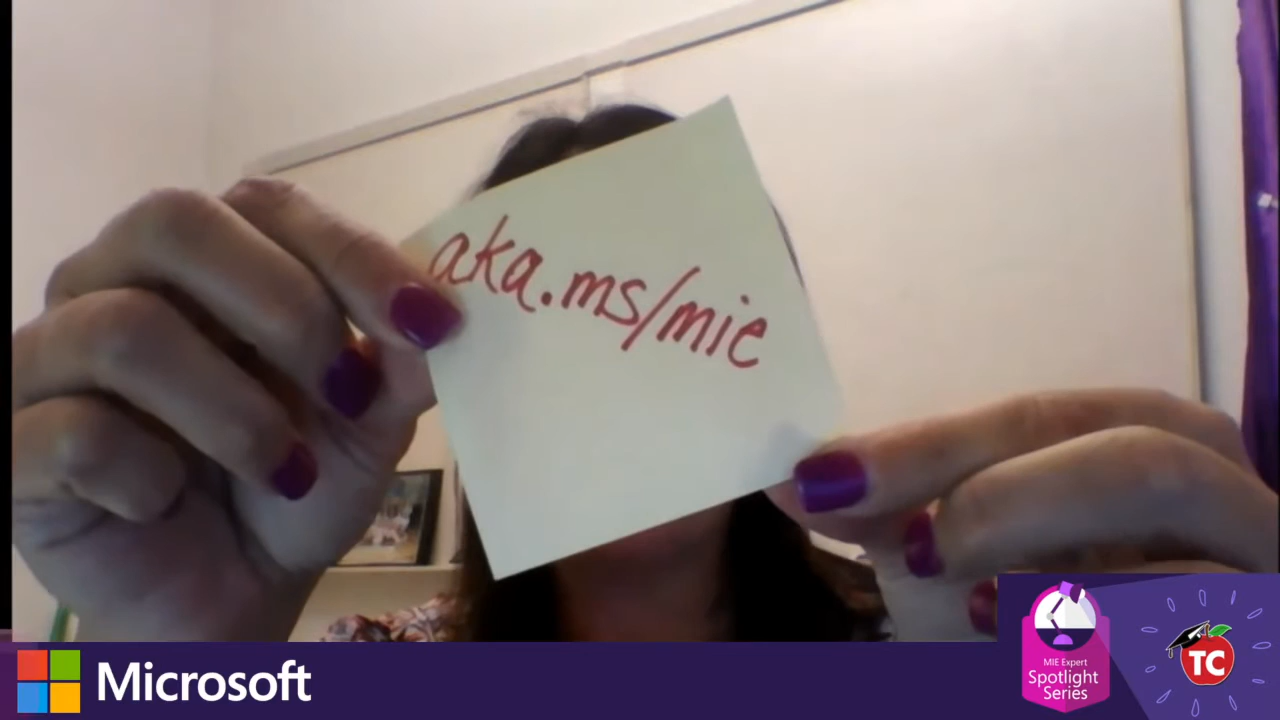 aka.ms/mie
Microsoft
MIE Expert
Spotlight
Series
TC